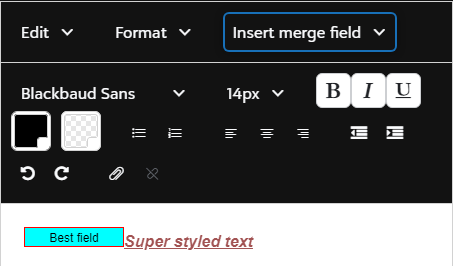 Edit Format Insert merge field
Blackbaud Sans 14px B I U
Best field Super styled text